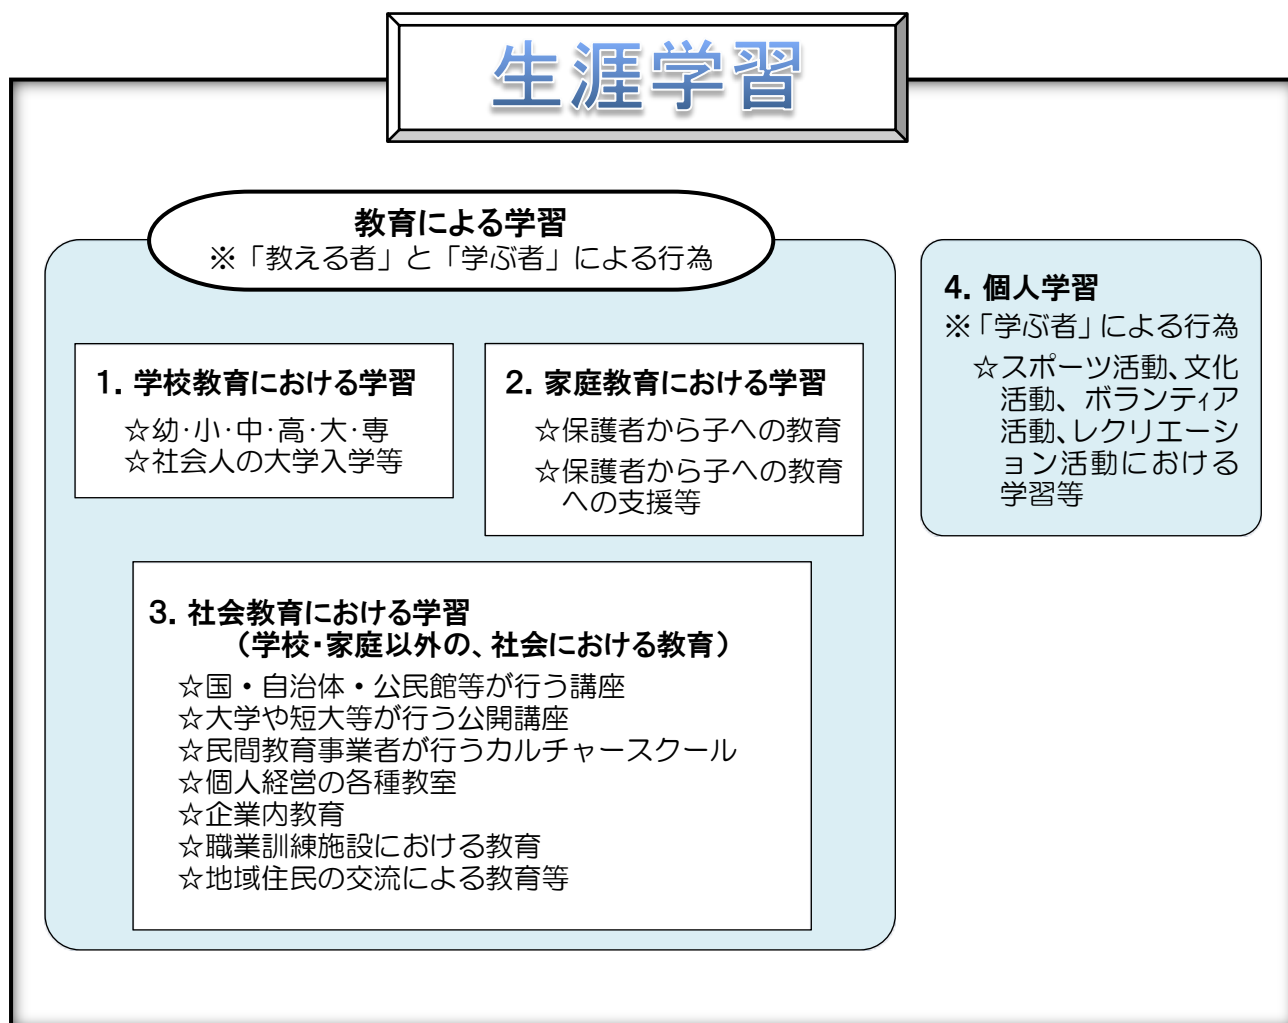 生涯学習
教育による学習
※「教える者」と「学ぶ者」による行為
1. 学校教育における学習
☆幼・小・中・高・大・専
☆社会人の大学入学等
2. 家庭教育における学習
☆保護者から子への教育
☆保護者から子への教育
への支援等
3. 社会教育における学習
（学校・家庭以外の、社会における教育）
☆国・自治体・公民館等が行う講座
☆大学や短大等が行う公開講座
☆民間教育事業者が行うカルチャースクール
☆個人経営の各種教室
☆企業内教育
☆職業訓練施設における教育
☆地域住民の交流による教育等
4. 個人学習
※「学ぶ者」による行為
☆スポーツ活動、文化
活動、ボランティア
活動、レクリエーシ
ョン活動における
学習等